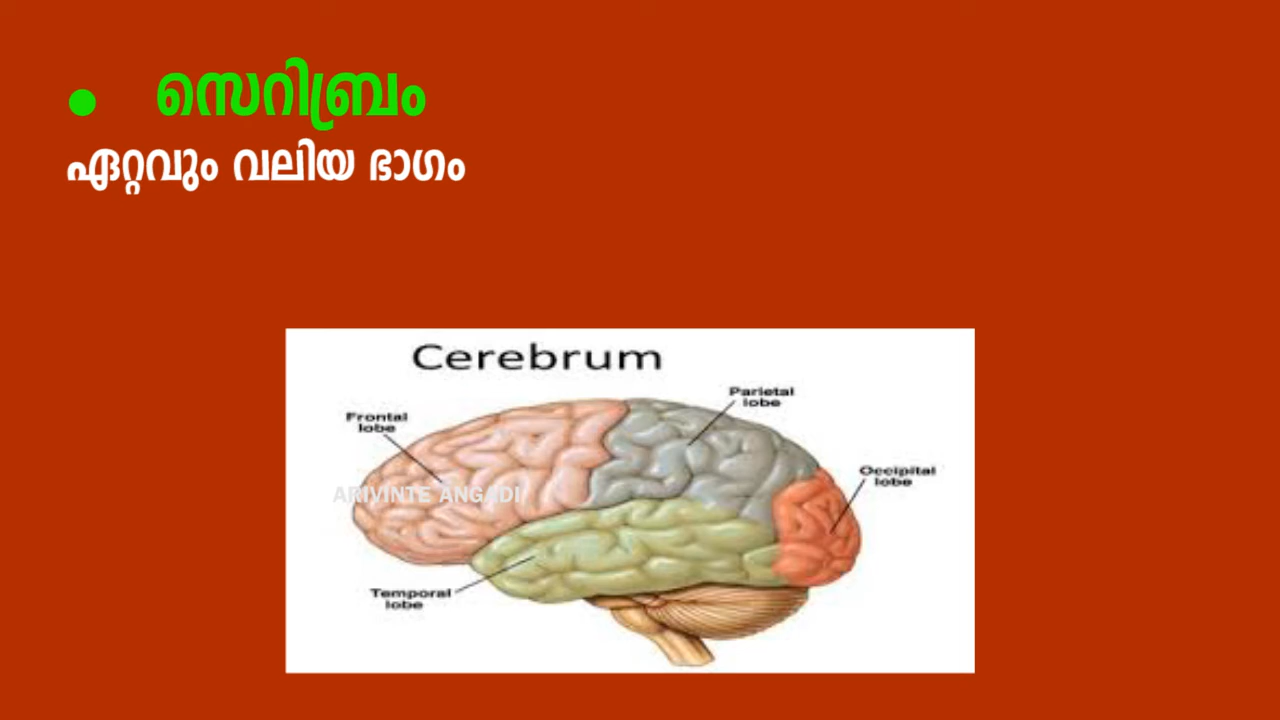 • സെറിബ്രം
ഏറ്റവും വലിയ ഭാഗം
Cerebrum
Parietal
lobe
Frontal
lobe
Occipital
lobe
ARIVINTE ANGADI
Temporal
lobe